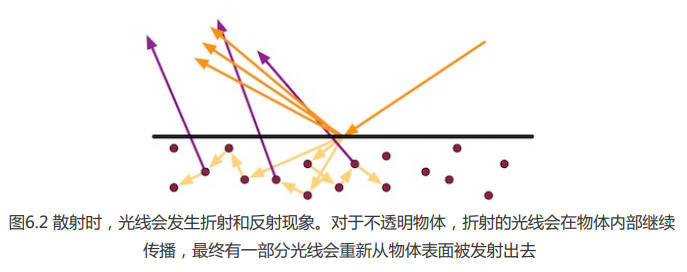 图6.2 散射时，光线会发生折射和反射现象。对于不透明物体，折射的光线会在物体内部继续
传播，最终有一部分光线会重新从物体表面被发射出去